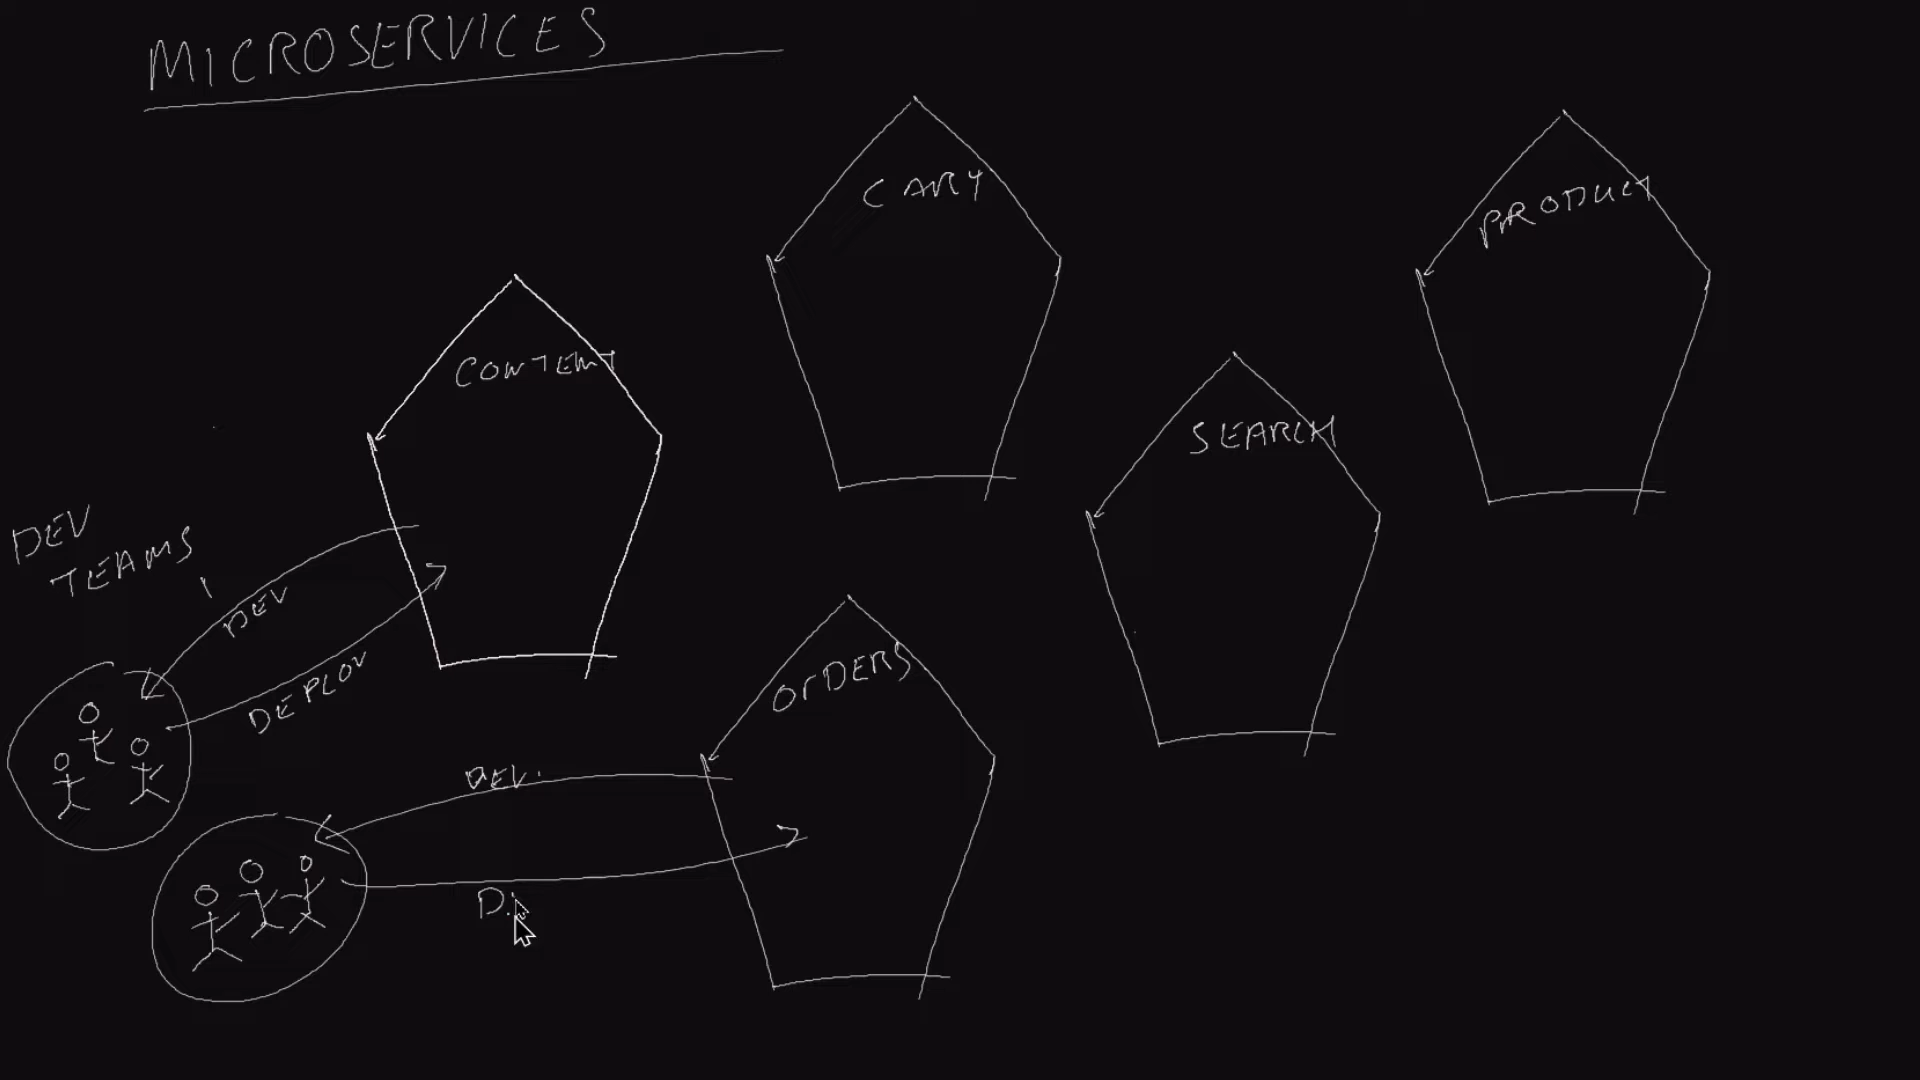 MICROSERVICES
CART
PRODUCT
CONTENT
SEARCH
DEV
TEAMS
DEV
DEPLOY
ORDERS
DEV.
D.